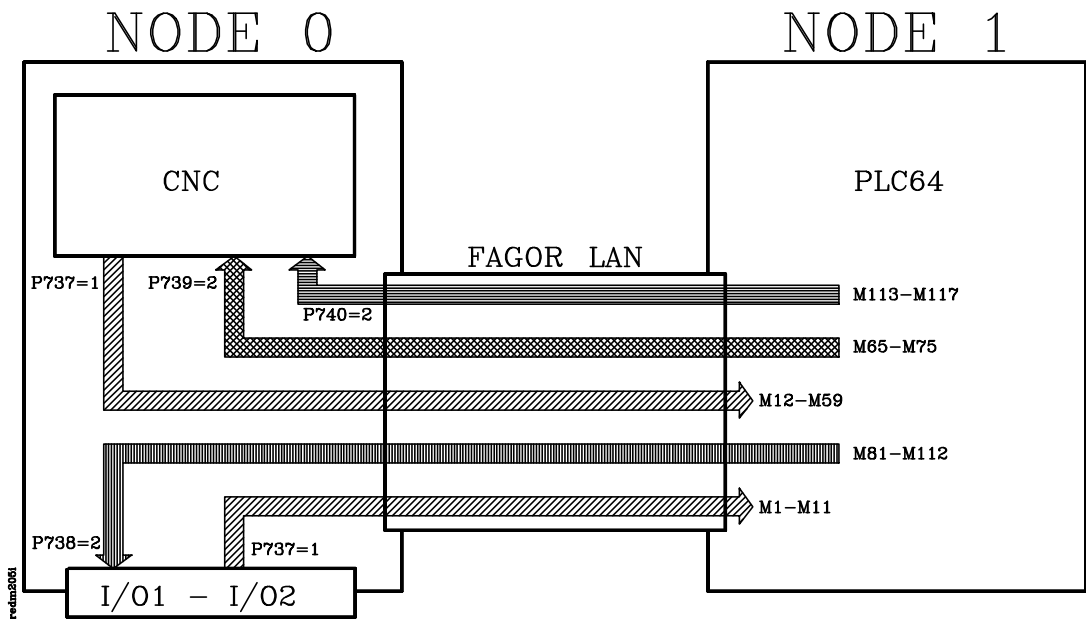 NODE 0
NODE 1
CNC
PLC64
FAGOR LAN
P737=1
P739=2
P740=2
M113-M117
M65-M75
M12-M59
M81-M112
M1-M11
P738=2
P737=1
I/O1 - I/O2
redm2051